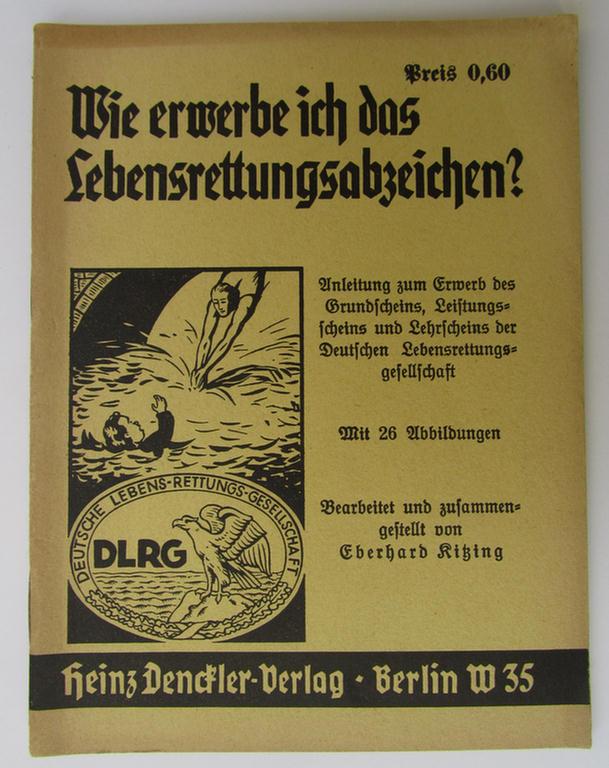 Preis 0,60
Wie erwerbe ich das
Lebensrettungsabzeichen?
Anleitung zum Erwerb des
Grundscheins, Leistungs=
scheins und Lehrscheins der
Deutschen Lebensrettungs=
gesellschaft
Mit 26 Abbildungen
Bearbeitet und zusammen=
gestellt von
Eberhard Kitzing
DEUTSCHE LEBENS-RETTUNGS-GESELLSCHAFT
DLRG
Heinz Denckler-Verlag · Berlin W 35